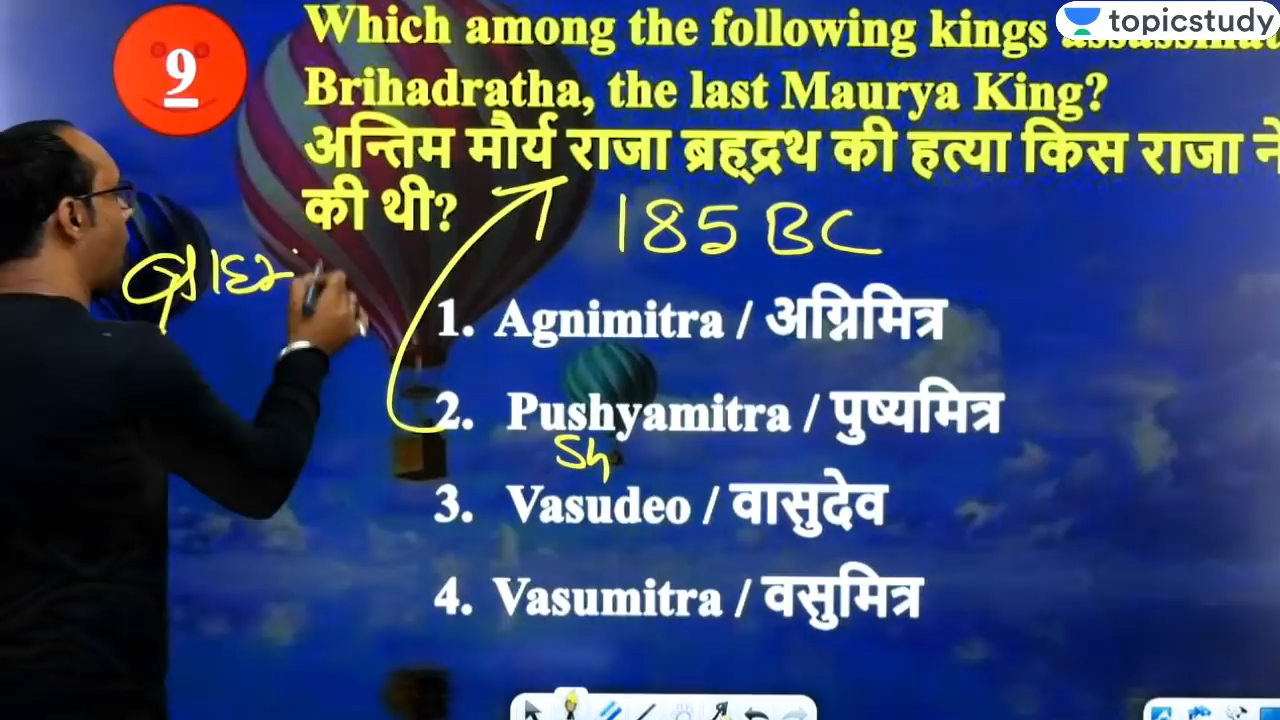 topicstudy
9
Which among the following kings
Brihadratha, the last Maurya King?
अन्तिम मौर्य राजा ब्रह्द्रथ की हत्या किस राजा ने
की थी?
185 BC
1. Agnimitra / अग्निमित्र
2. Pushyamitra / पुष्यमित्र
Sh
3. Vasudeo / वासुदेव
4. Vasumitra / वसुमित्र